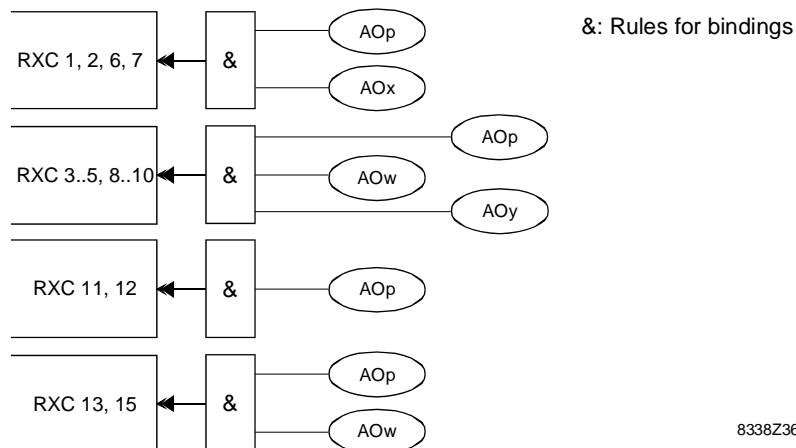 &: Rules for bindings
RXC 1, 2, 6, 7
&
AOp
AOx
RXC 3..5, 8..10
&
AOp
AOw
AOy
RXC 11, 12
&
AOp
RXC 13, 15
&
AOp
AOw
8338Z36